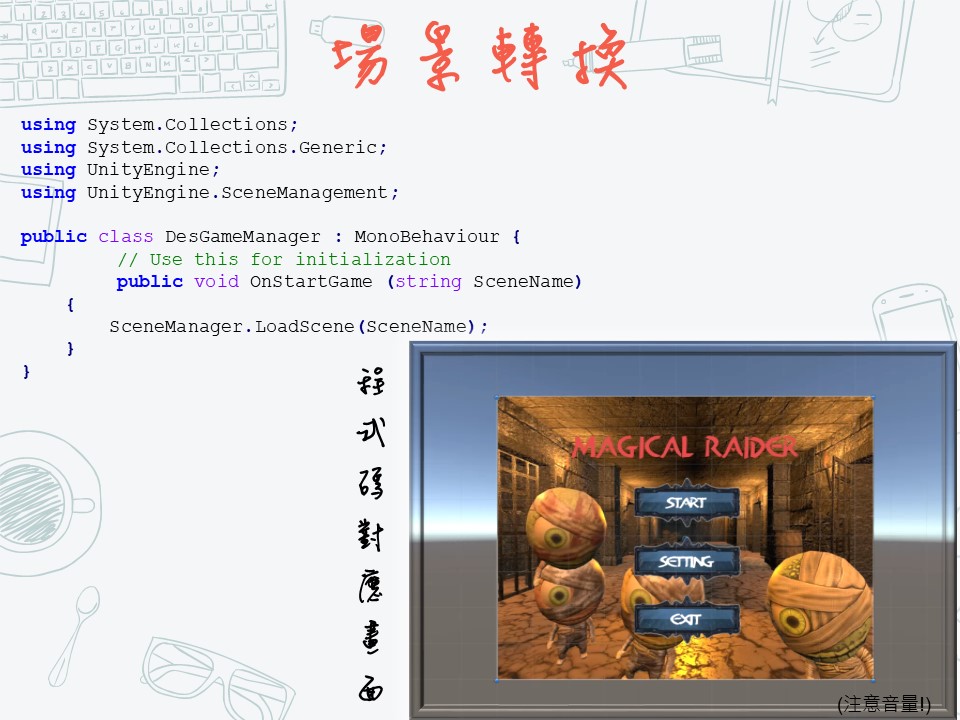 場景轉換
using System.Collections;
using System.Collections.Generic;
using UnityEngine;
using UnityEngine.SceneManagement;
public class DesGameManager : MonoBehaviour {
// Use this for initialization
public void OnStartGame (string SceneName)
{
SceneManager.LoadScene(SceneName);
}
}
程式碼對應畫面
MAGICAL RAIDER
START
SETTING
EXIT
(注意音量!)